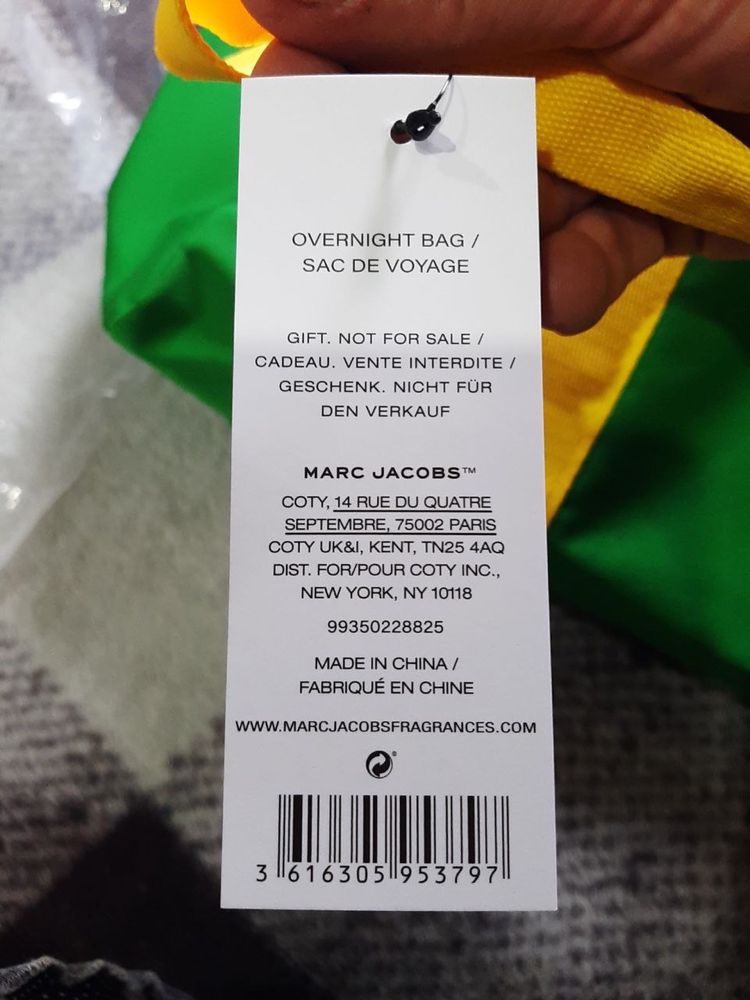 OVERNIGHT BAG /
SAC DE VOYAGE
GIFT. NOT FOR SALE /
CADEAU. VENTE INTERDITE /
GESCHENK. NICHT FÜR
DEN VERKAUF
MARC JACOBS™
COTY, 14 RUE DU QUATRE
SEPTEMBRE, 75002 PARIS
COTY UK&I, KENT, TN25 4AQ
DIST. FOR/POUR COTY INC.,
NEW YORK, NY 10118
99350228825
MADE IN CHINA /
FABRIQUÉ EN CHINE
WWW.MARCJACOBSFRAGRANCES.COM
3 616305 953797